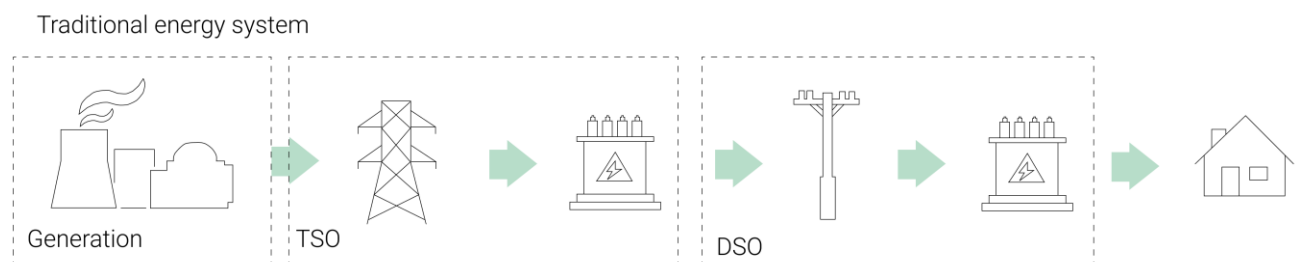 Traditional energy system
Generation
TSO
DSO